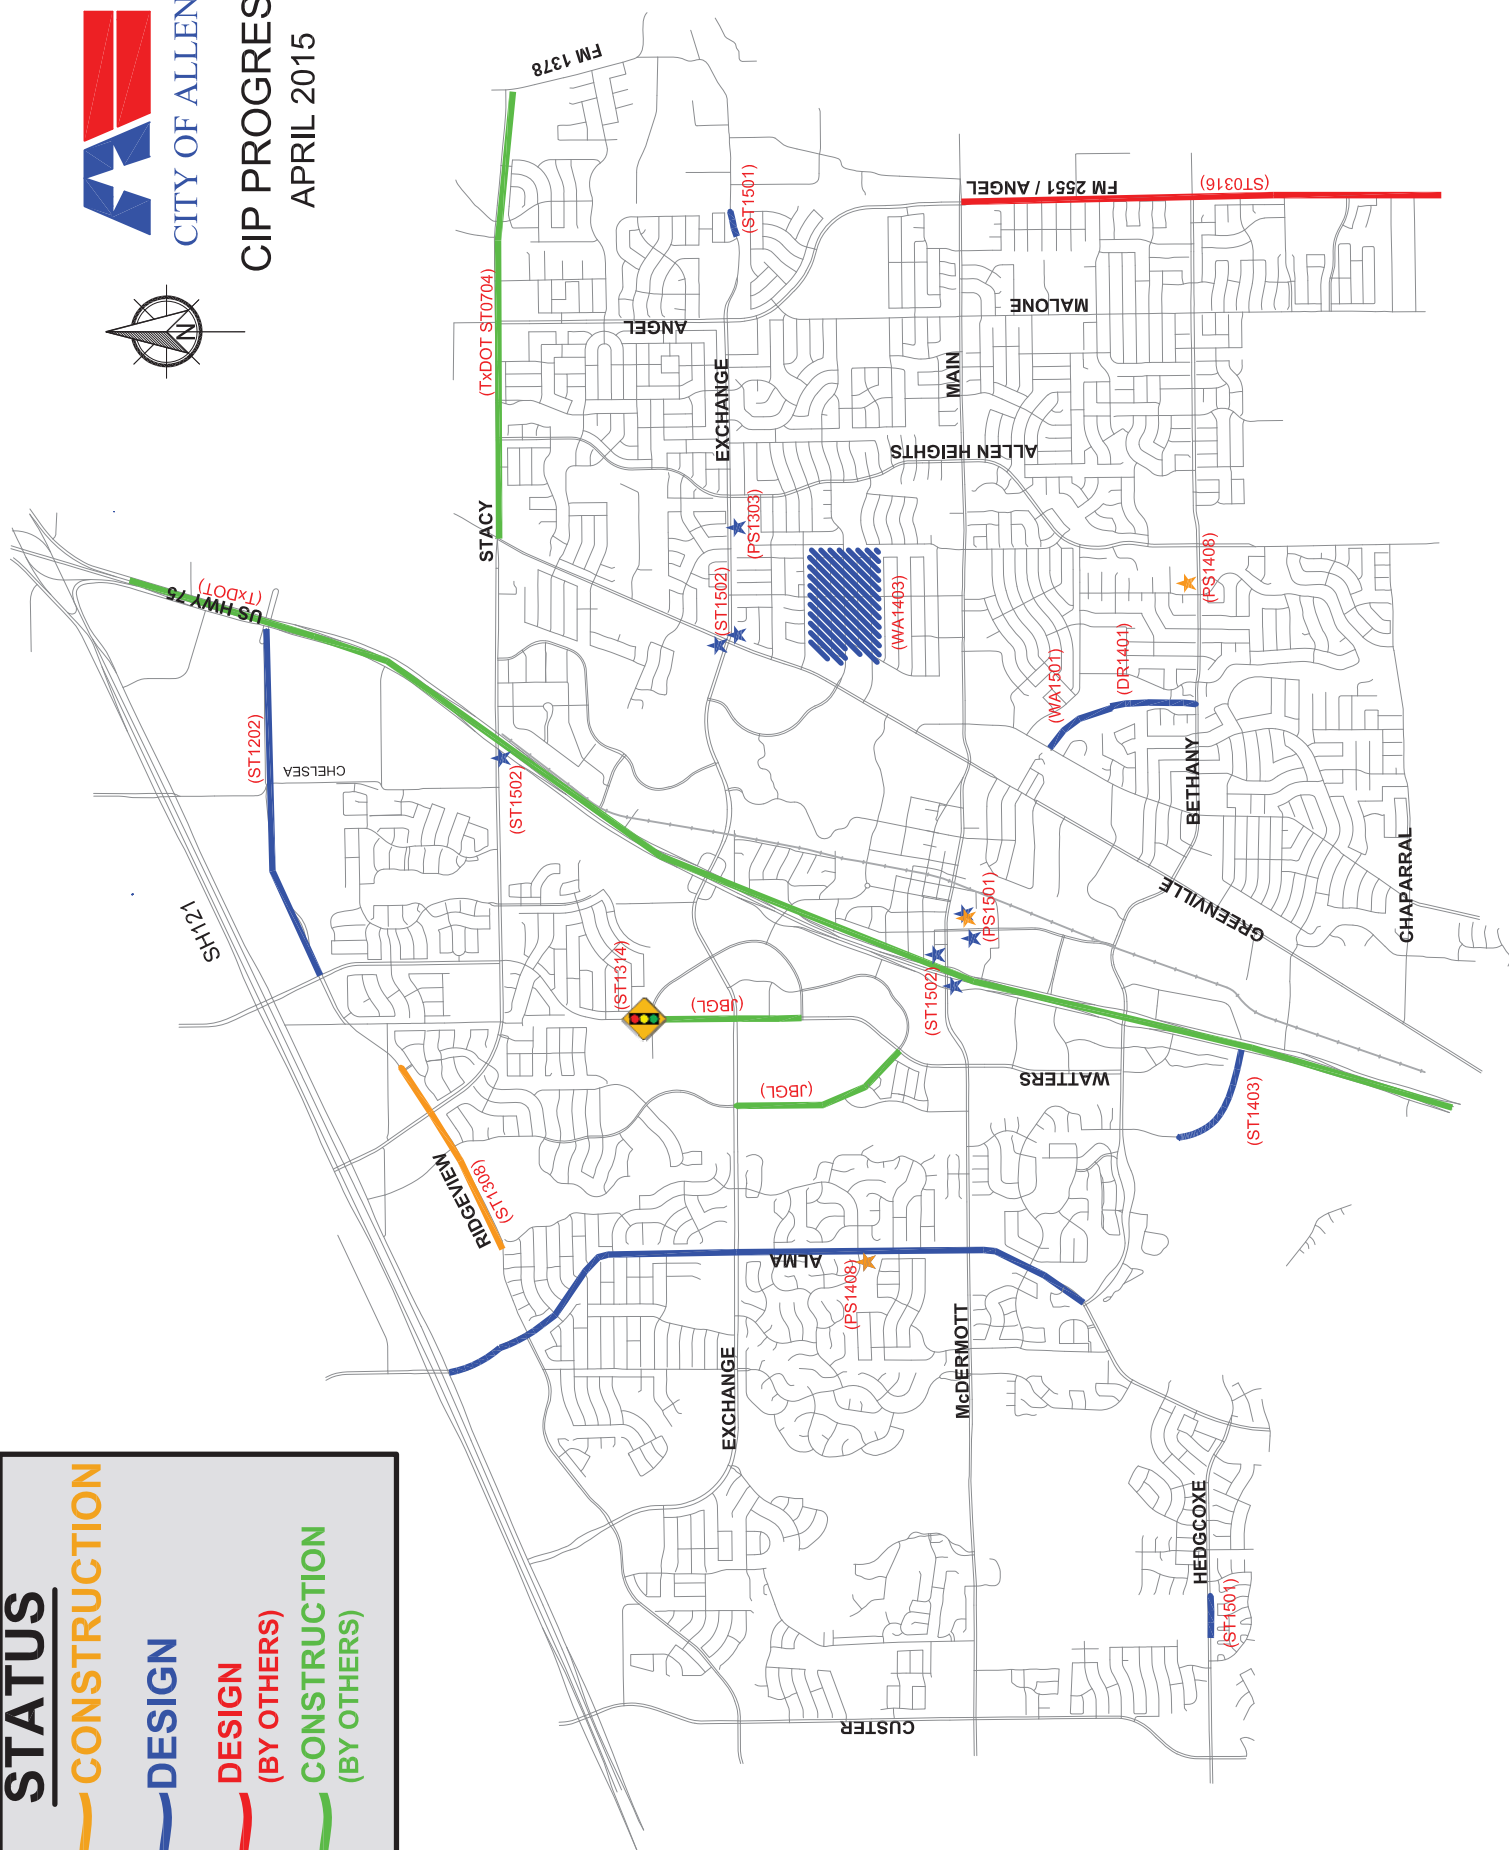 CITY OF ALLEN
CIP PROGRES
APRIL 2015
STATUS
CONSTRUCTION
DESIGN
DESIGN
(BY OTHERS)
CONSTRUCTION
(BY OTHERS)
N
SH121
US HWY 75
(TxDOT)
(ST1202)
CHELSEA
STACY
(TxDOT ST0704)
FM 1378
RIDGEVIEW
(ST1308)
(ST1502)
(ST1314)
(JBGL)
(JBGL)
EXCHANGE
EXCHANGE
ANGEL
(ST1501)
(PS1303)
(ST1502)
(WA1403)
ALMA
(PS1408)
CUSTER
McDERMOTT
MAIN
ALLEN HEIGHTS
MALONE
FM 2551 / ANGEL
(ST0316)
(ST1502)
(PS1501)
WATTERS
(WA1501)
(DR1401)
(PS1408)
BETHANY
GREENVILLE
(ST1403)
HEDGCOXE
(ST1501)
CHAPARRAL